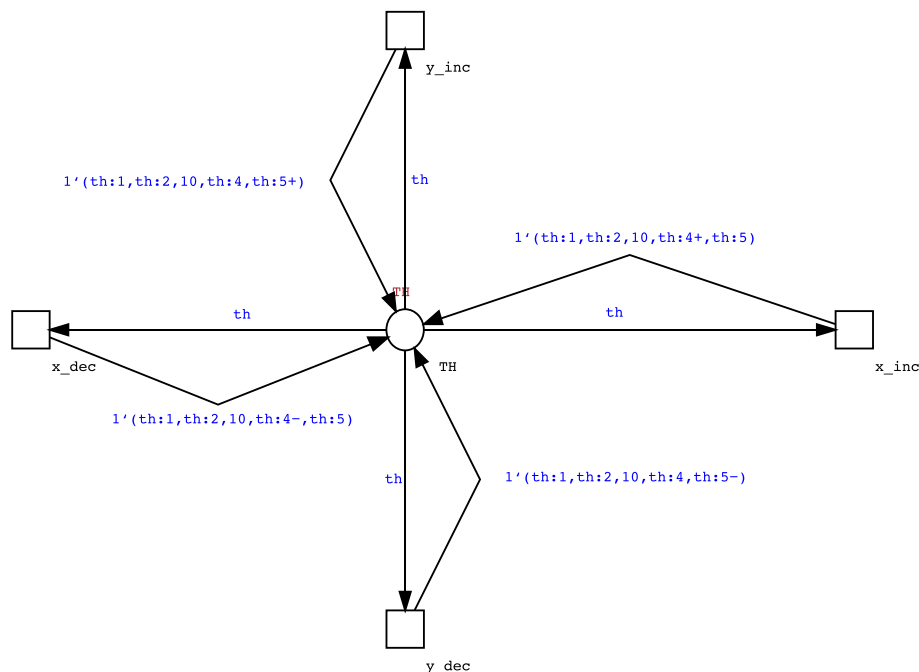 y_inc
1‘(th:1,th:2,10,th:4,th:5+)
th
1‘(th:1,th:2,10,th:4+,th:5)
TH
th
th
x_dec
TH
x_inc
1‘(th:1,th:2,10,th:4-,th:5)
th
1‘(th:1,th:2,10,th:4,th:5-)
y_dec